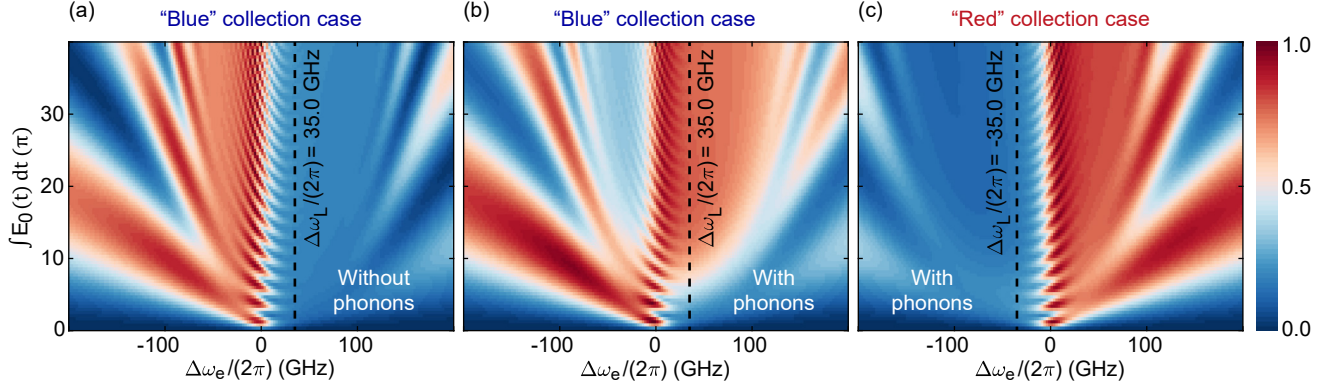 (a)
“Blue” collection case
(b)
“Blue” collection case
(c)
“Red” collection case
∫E₀(t) dt (π)
30
20
10
0
Δω_L/(2π) = 35.0 GHz
Without
phonons
Δω_L/(2π) = 35.0 GHz
With
phonons
Δω_L/(2π) = -35.0 GHz
With
phonons
1.0
0.5
0.0
-100
0
100
-100
0
100
-100
0
100
Δω_e/(2π) (GHz)
Δω_e/(2π) (GHz)
Δω_e/(2π) (GHz)